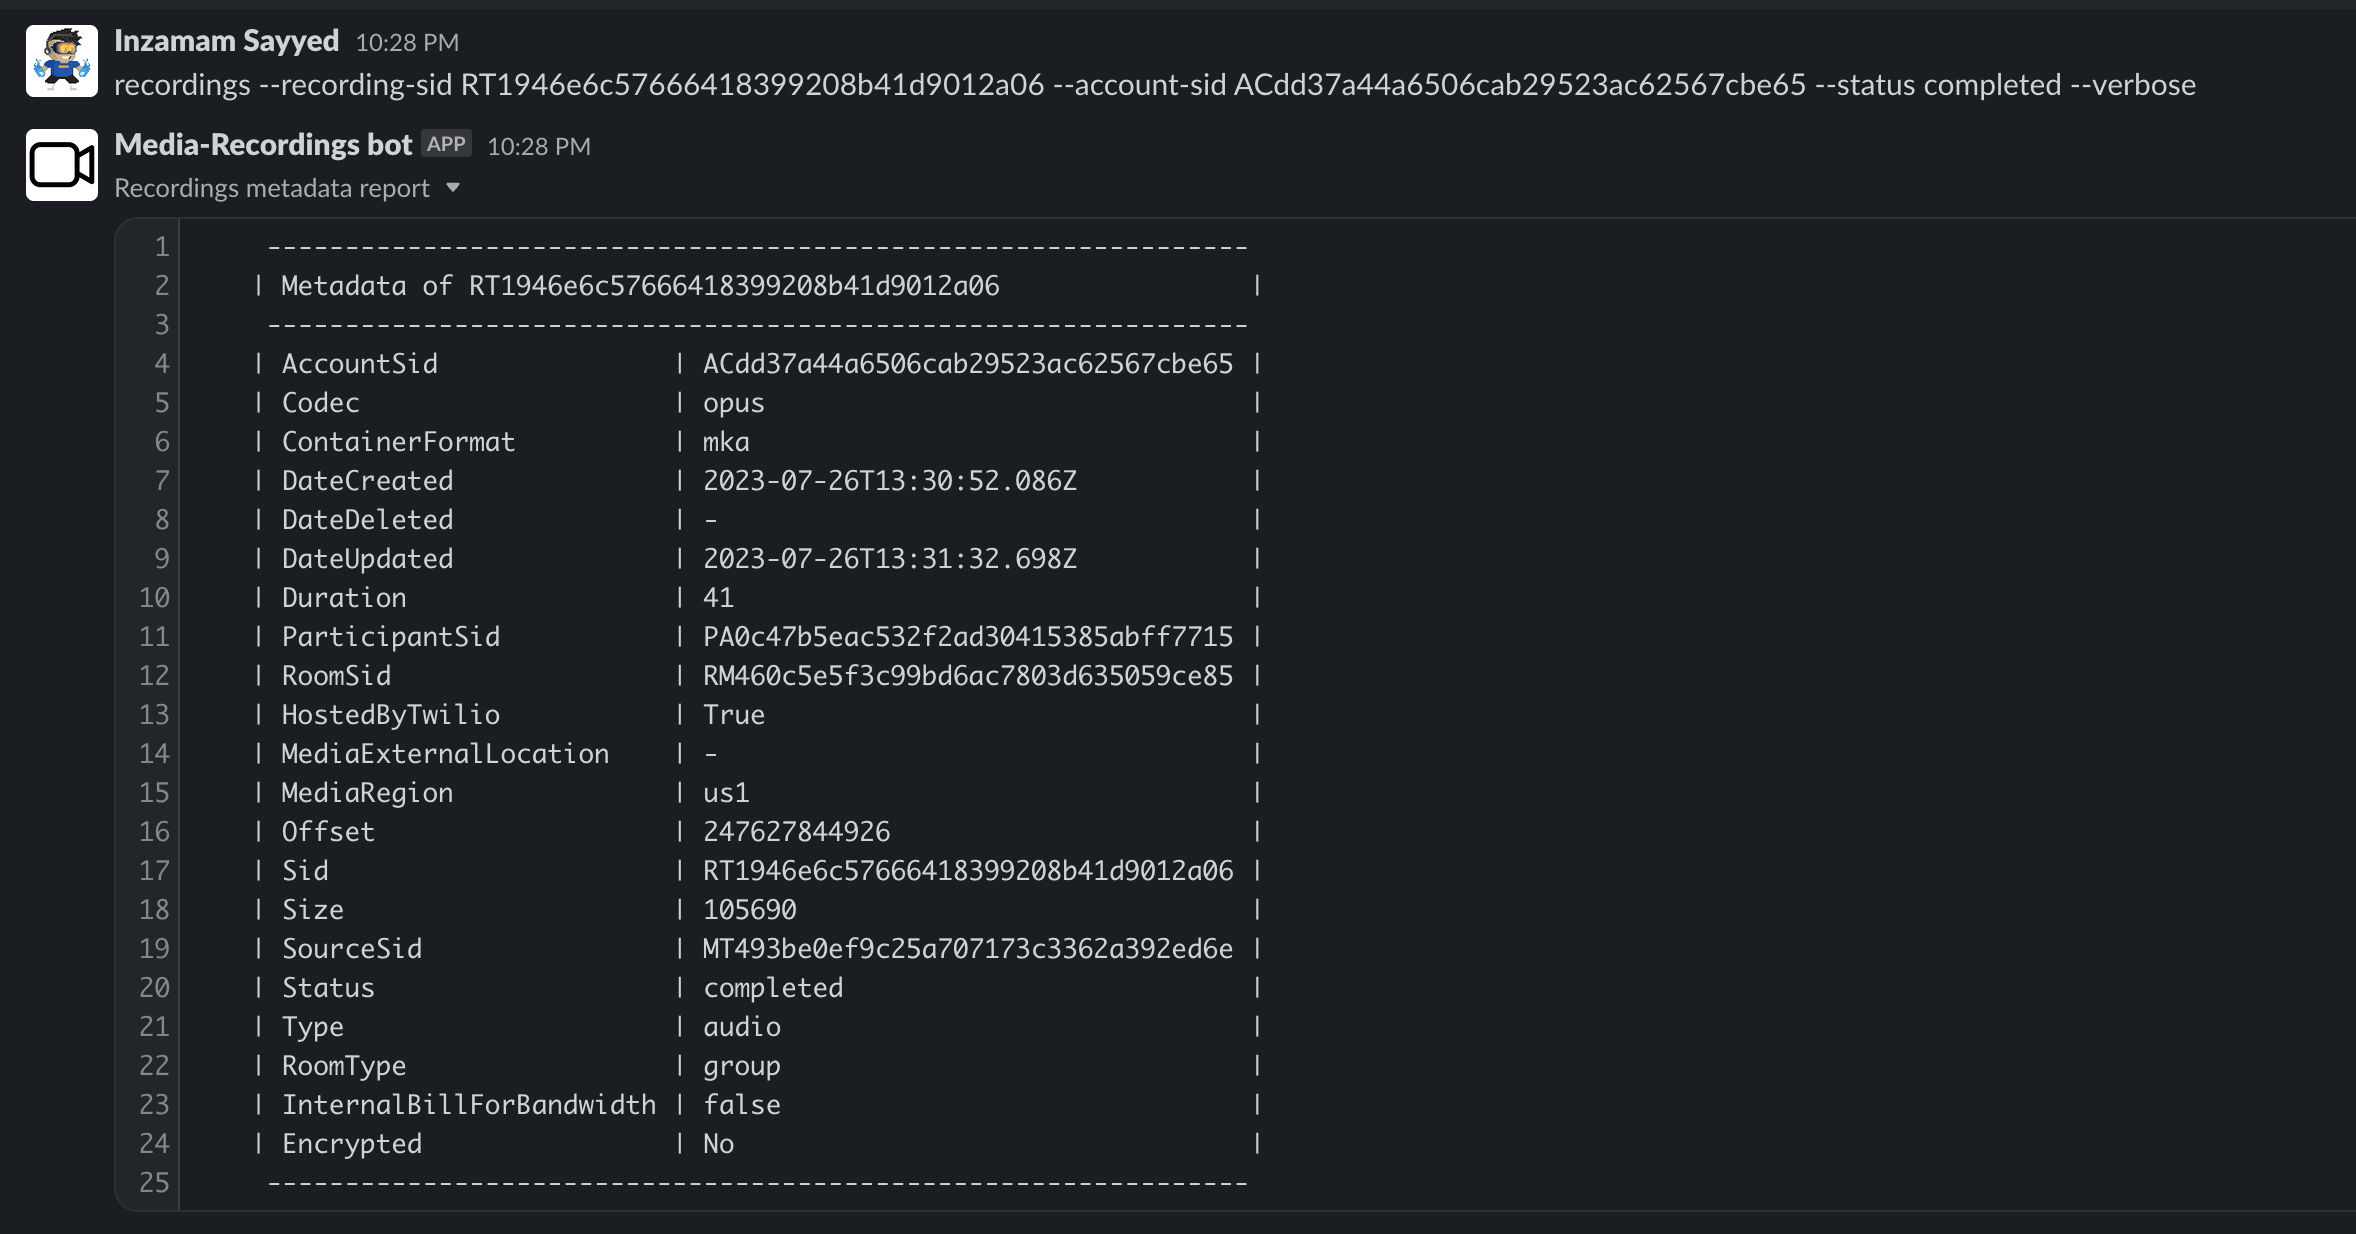 Inzamam Sayyed 10:28 PM
recordings --recording-sid RT1946e6c57666418399208b41d9012a06 --account-sid ACdd37a44a6506cab29523ac62567cbe65 --status completed --verbose
Media-Recordings bot APP 10:28 PM
Recordings metadata report
1 ---------------------------------------------------------------
2 | Metadata of RT1946e6c57666418399208b41d9012a06 |
3 ---------------------------------------------------------------
4 | AccountSid | ACdd37a44a6506cab29523ac62567cbe65 |
5 | Codec | opus |
6 | ContainerFormat | mka |
7 | DateCreated | 2023-07-26T13:30:52.086Z |
8 | DateDeleted | - |
9 | DateUpdated | 2023-07-26T13:31:32.698Z |
10 | Duration | 41 |
11 | ParticipantSid | PA0c47b5eac532f2ad30415385abff7715 |
12 | RoomSid | RM460c5e5f3c99bd6ac7803d635059ce85 |
13 | HostedByTwilio | True |
14 | MediaExternalLocation | - |
15 | MediaRegion | us1 |
16 | Offset | 247627844926 |
17 | Sid | RT1946e6c57666418399208b41d9012a06 |
18 | Size | 105690 |
19 | SourceSid | MT493be0ef9c25a707173c3362a392ed6e |
20 | Status | completed |
21 | Type | audio |
22 | RoomType | group |
23 | InternalBillForBandwidth | false |
24 | Encrypted | No |
25 ---------------------------------------------------------------